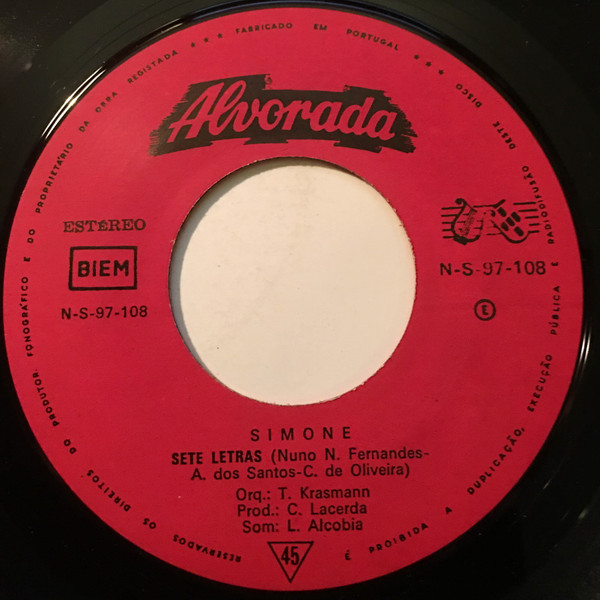 ★ ★ ★ FABRICADO EM PORTUGAL ★ ★ ★
Alvorada
ESTÉREO
BIEM
N-S-97-108
N-S-97-108
E
SIMONE
SETE LETRAS (Nuno N. Fernandes-
A. dos Santos-C. de Oliveira)
Orq.: T. Krasmann
Prod.: C. Lacerda
Som: L. Alcobia
45
RESERVADOS OS DIREITOS DO PRODUTOR FONOGRÁFICO E DO PROPRIETÁRIO DA OBRA REGISTADA
É PROIBIDA A DUPLICAÇÃO, EXECUÇÃO PÚBLICA E RADIODIFUSÃO DESTE DISCO